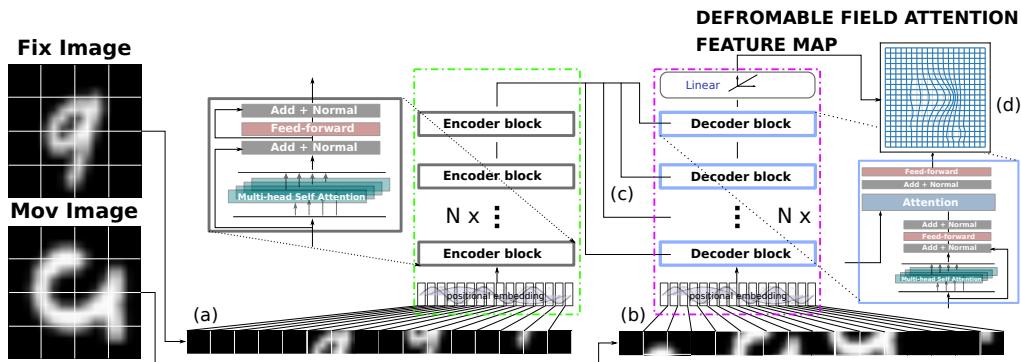 DEFROMABLE FIELD ATTENTION
FEATURE MAP
Fix Image
Mov Image
Add + Normal
Feed-forward
Add + Normal
Multi-head Self Attention
Encoder block
Encoder block
N x
Encoder block
positional embedding
(a)
Linear
Decoder block
Decoder block
(c)
N x
Decoder block
positional embedding
(b)
(d)
Feed-forward
Add + Normal
Attention
Add + Normal
Feed-forward
Add + Normal
Multi-head Self Attention